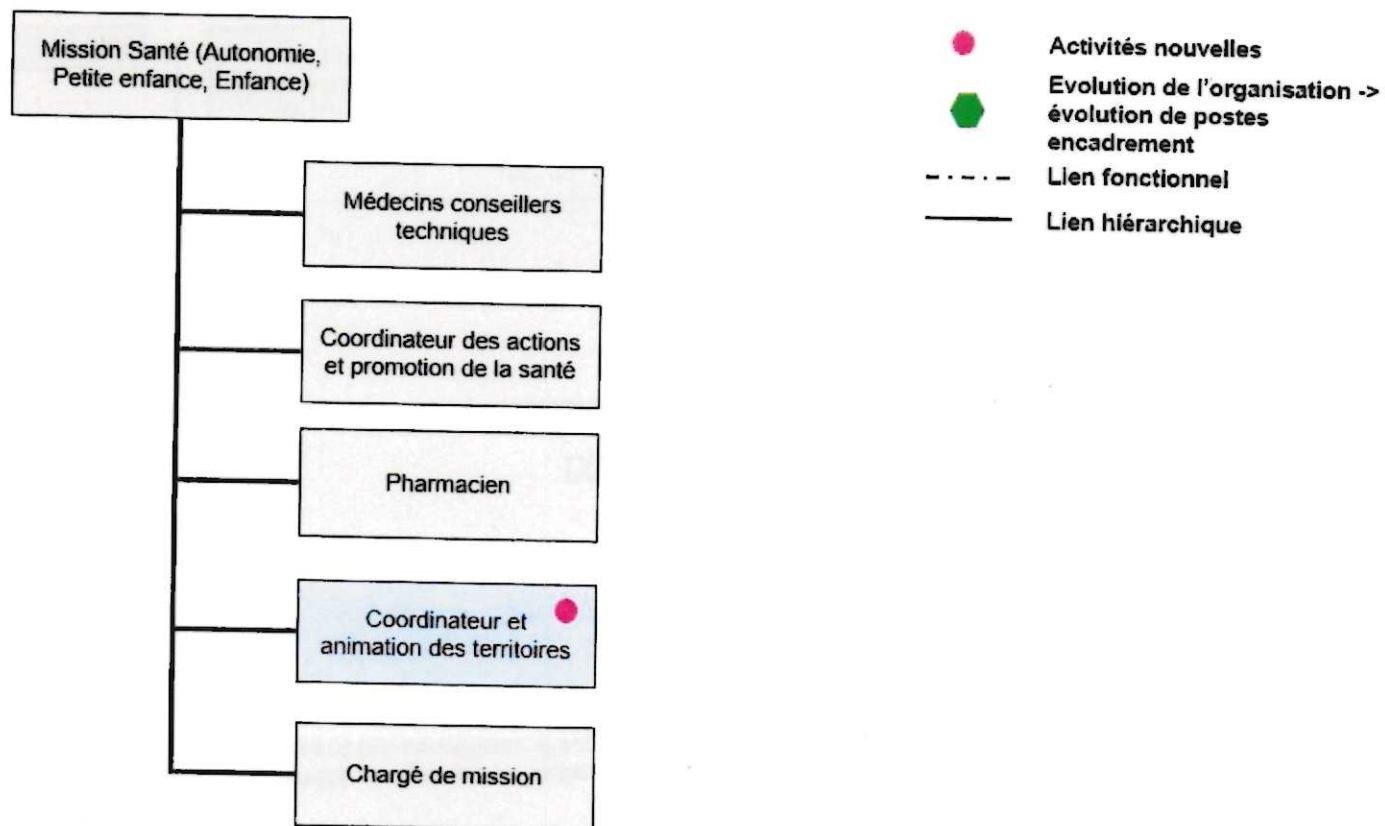 Mission Santé (Autonomie,
Petite enfance, Enfance)
Médecins conseillers
techniques
Coordinateur des actions
et promotion de la santé
Pharmacien
Coordinateur et
animation des territoires
Chargé de mission
Activités nouvelles
Evolution de l'organisation ->
évolution de postes
encadrement
Lien fonctionnel
Lien hiérarchique